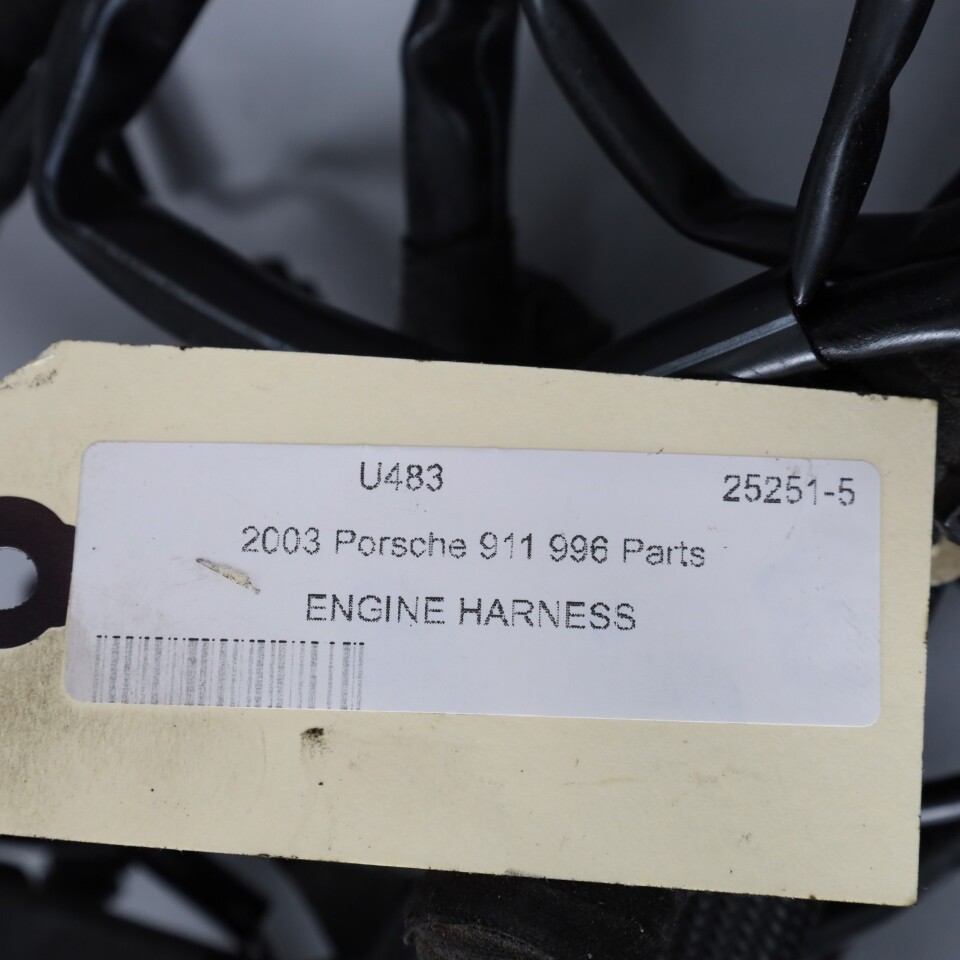 U483 25251-5
2003 Porsche 911 996 Parts
ENGINE HARNESS